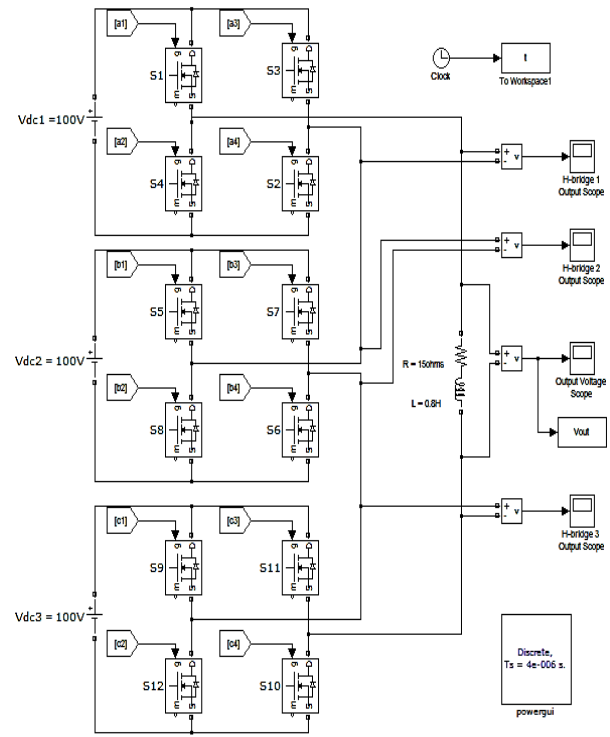 [a1]
[a3]
S1
S3
Vdc1 =100V
[a2]
[a4]
S4
S2
Clock
t
To Workspace1
+
-
v
H-bridge 1
Output Scope
[b1]
[b3]
S5
S7
+
-
v
H-bridge 2
Output Scope
Vdc2 = 100V
[b2]
[b4]
S8
S6
R = 15ohms
L = 0.8H
+
-
v
Output Voltage
Scope
Vout
[c1]
[c3]
S9
S11
+
-
v
H-bridge 3
Output Scope
Vdc3 = 100V
[c2]
[c4]
S12
S10
Discrete,
Ts = 4e-006 s.
powergui
g
D
m
S
g
D
m
S
g
D
m
S
g
D
m
S
g
D
m
S
g
D
m
S
g
D
m
S
g
D
m
S
g
D
m
S
g
D
m
S
g
D
m
S
g
D
m
S
+
+
+